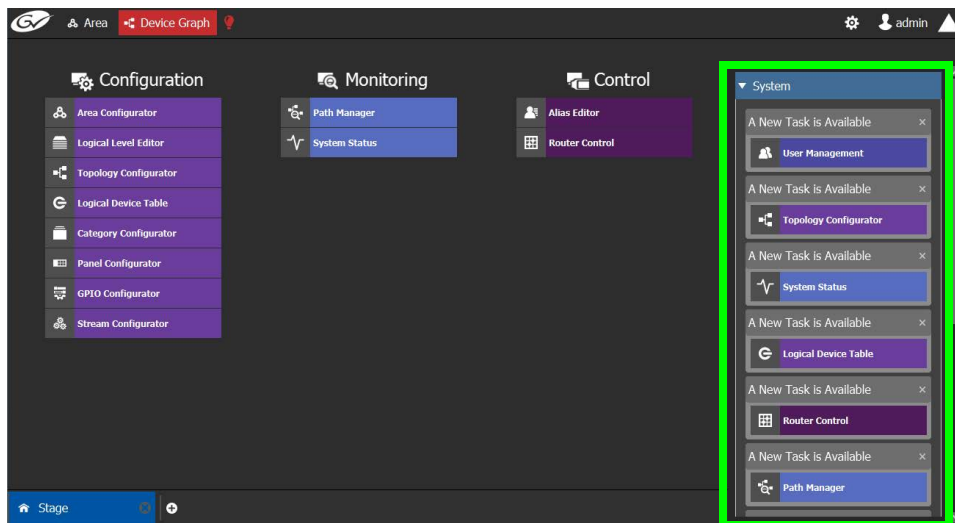 GV
Area
Device Graph
admin
Configuration
Area Configurator
Logical Level Editor
Topology Configurator
Logical Device Table
Category Configurator
Panel Configurator
GPIO Configurator
Stream Configurator
Monitoring
Path Manager
System Status
Control
Alias Editor
Router Control
System
A New Task is Available
User Management
A New Task is Available
Topology Configurator
A New Task is Available
System Status
A New Task is Available
Logical Device Table
A New Task is Available
Router Control
A New Task is Available
Path Manager
Stage